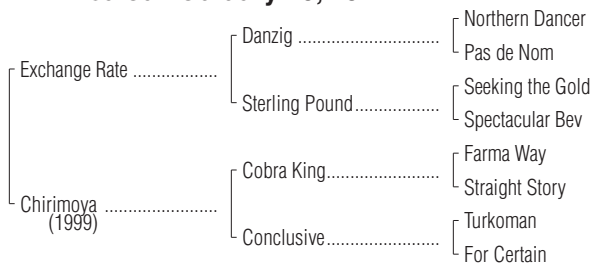 Northern Dancer
Danzig ..................................
Pas de Nom
Exchange Rate ....................
Seeking the Gold
Sterling Pound....................
Spectacular Bev
Farma Way
Cobra King...........................
Straight Story
Chirimoya ...........................
(1999)
Turkoman
Conclusive...........................
For Certain